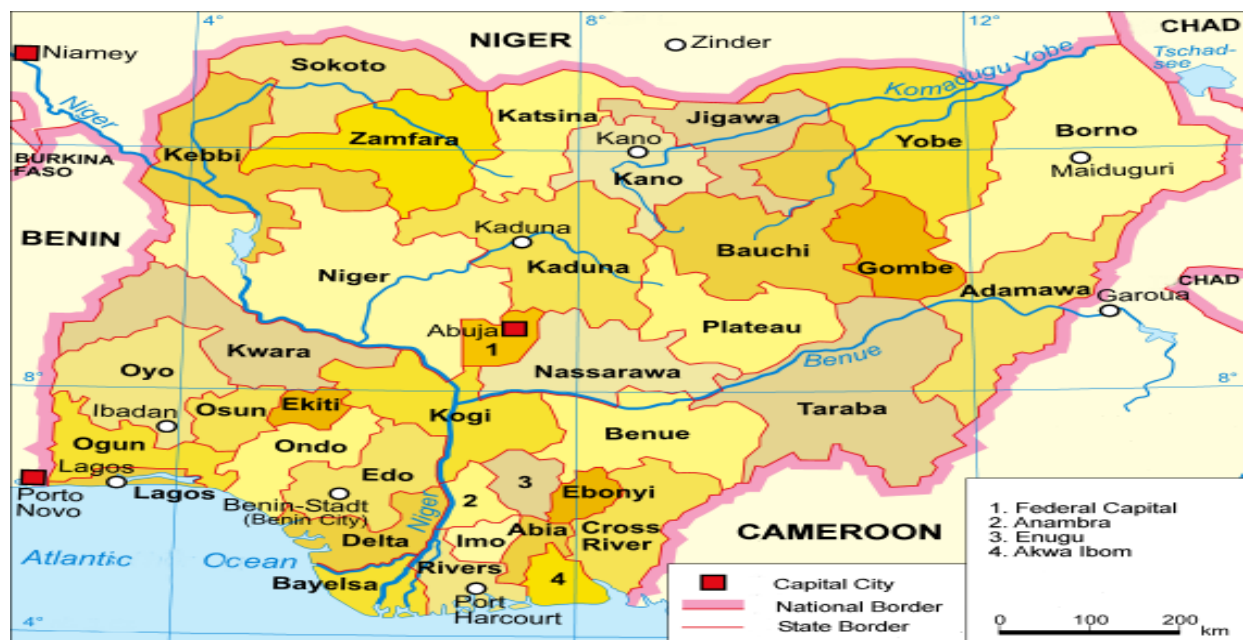 4°
8°
12°
CHAD
Niamey
NIGER
Zinder
Tschad-
see
Sokoto
Komadugu Yobe
Niger
Katsina
Jigawa
Zamfara
Kano
Yobe
Borno
BURKINA
FASO
Kebbi
Kano
Maiduguri
BENIN
Kaduna
Bauchi
Niger
Kaduna
Gombe
Adamawa
CHAD
Garoua
Abuja
1
Plateau
Kwara
Benue
Oyo
Nassarawa
8°
8°
Ibadan
Osun
Ekiti
Kogi
Taraba
Ogun
Ondo
Benue
Lagos
Edo
3
Porto
Novo
Lagos
Benin-Stadt
(Benin City)
Niger
2
Ebonyi
Delta
Imo
Abia
Cross
River
CAMEROON
Atlantic Ocean
Bayelsa
Rivers
4
Port
Harcourt
4°
1. Federal Capital
2. Anambra
3. Enugu
4. Akwa Ibom
Capital City
National Border
State Border
0 100 200
km